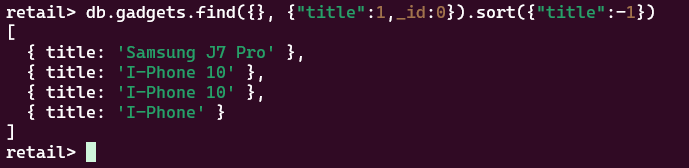 retail> db.gadgets.find({}, {"title":1,_id:0}).sort({"title":-1})
[
  { title: 'Samsung J7 Pro' },
  { title: 'I-Phone 10' },
  { title: 'I-Phone 10' },
  { title: 'I-Phone' }
]
retail>